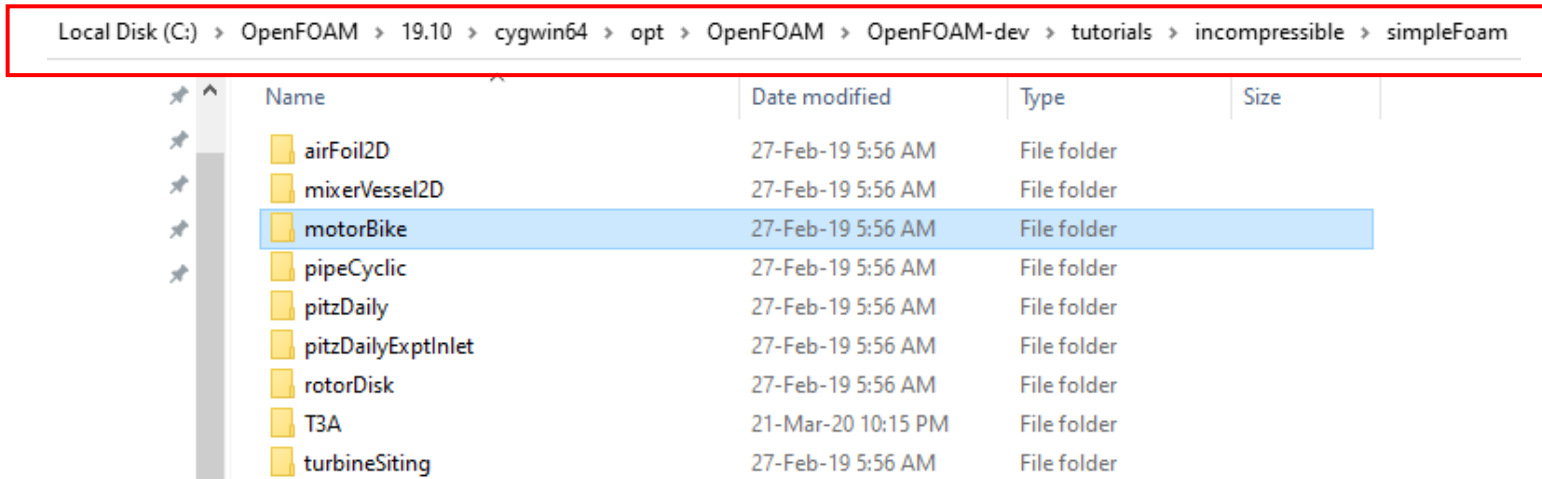 Local Disk (C:) > OpenFOAM > 19.10 > cygwin64 > opt > OpenFOAM > OpenFOAM-dev > tutorials > incompressible > simpleFoam
Name Date modified Type Size
airFoil2D 27-Feb-19 5:56 AM File folder
mixerVessel2D 27-Feb-19 5:56 AM File folder
motorBike 27-Feb-19 5:56 AM File folder
pipeCyclic 27-Feb-19 5:56 AM File folder
pitzDaily 27-Feb-19 5:56 AM File folder
pitzDailyExptInlet 27-Feb-19 5:56 AM File folder
rotorDisk 27-Feb-19 5:56 AM File folder
T3A 21-Mar-20 10:15 PM File folder
turbineSiting 27-Feb-19 5:56 AM File folder